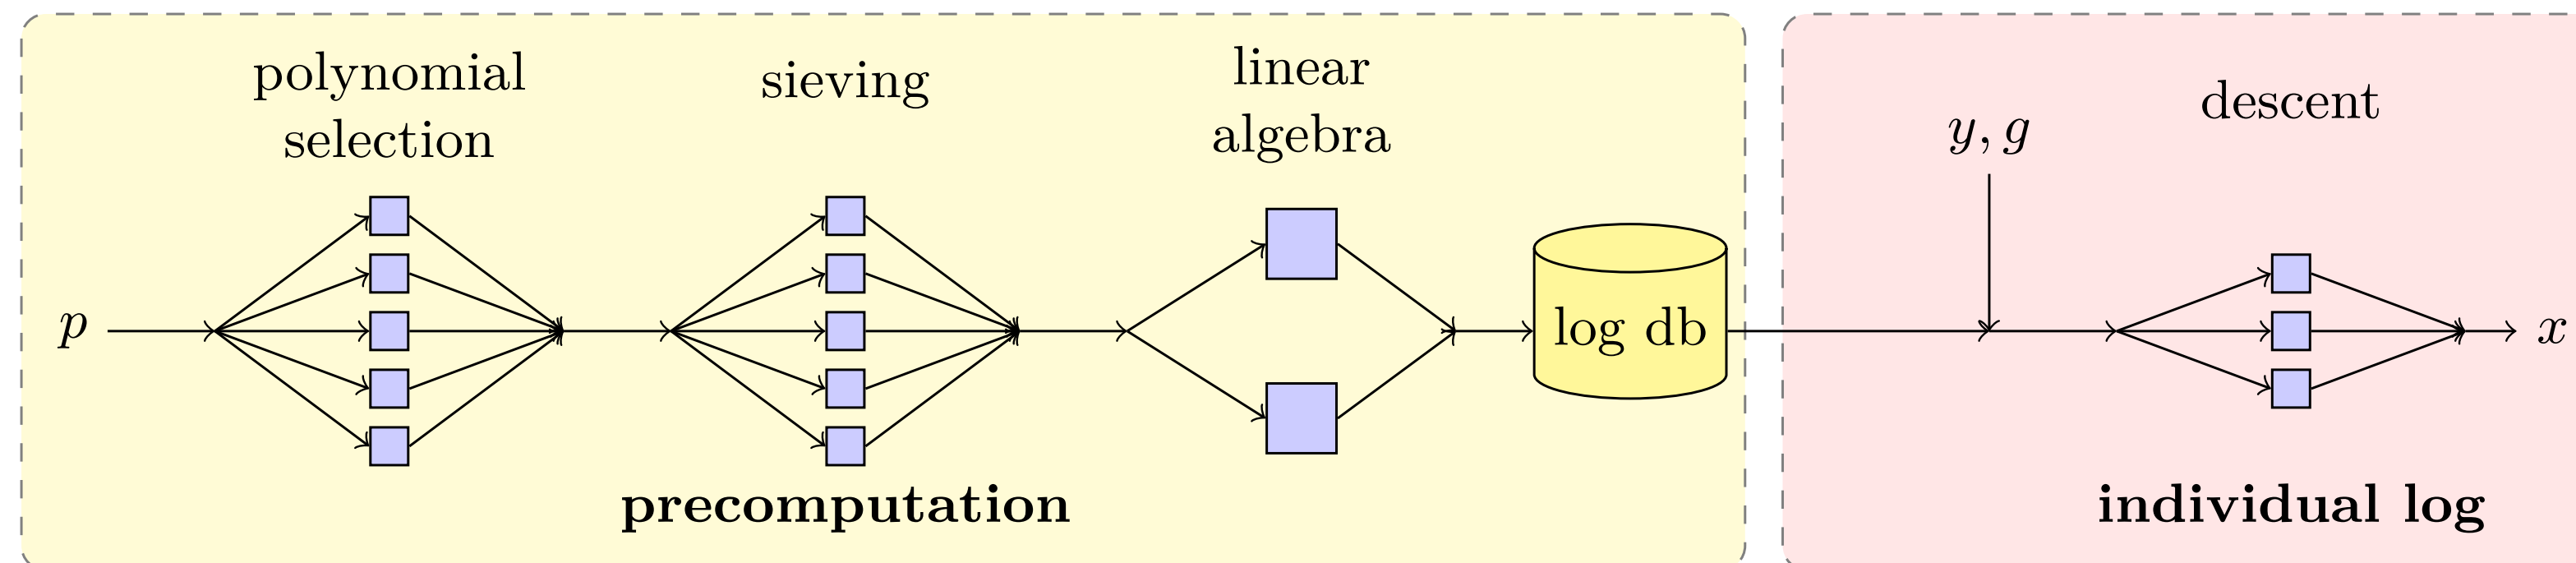 polynomial
selection
sieving
linear
algebra
descent
y, g
p
log db
x
precomputation
individual log